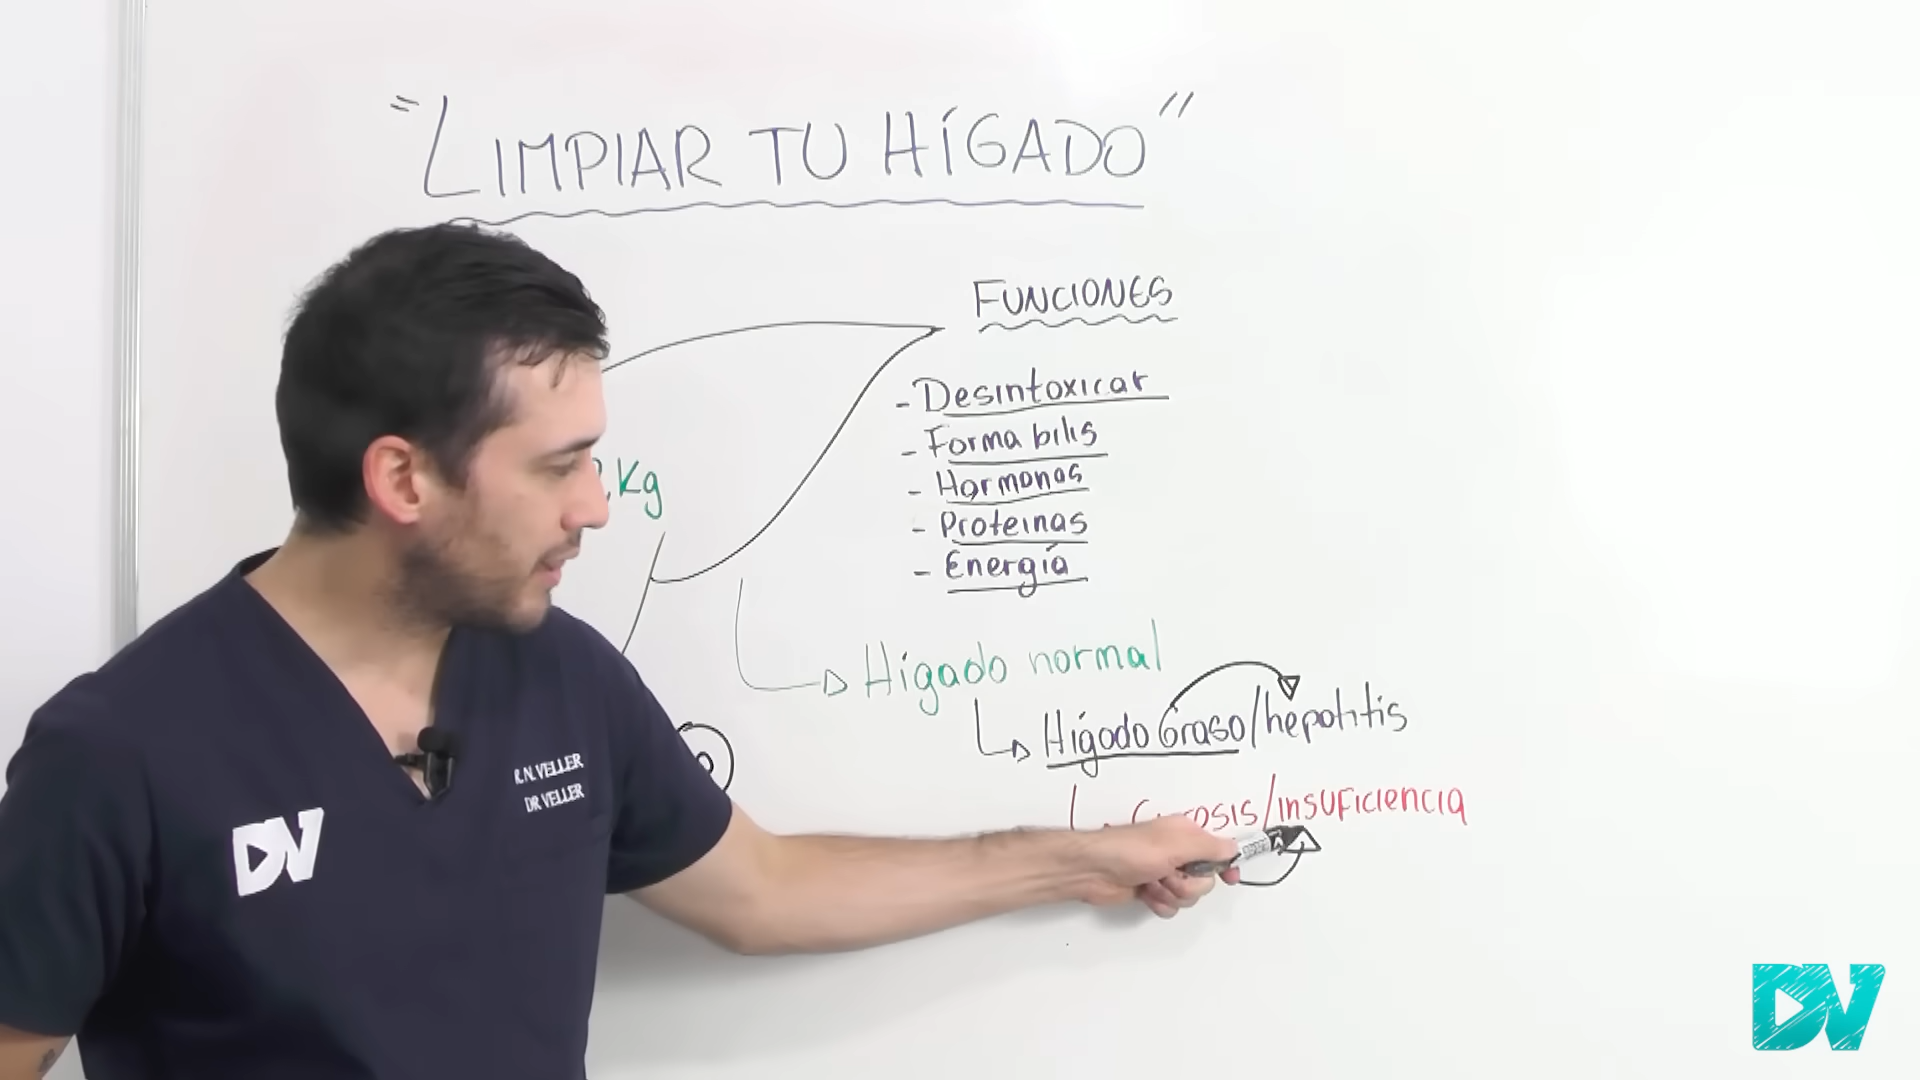 "LIMPIAR TU HÍGADO"
FUNCIONES
- Desintoxicar
- Forma bilis
- Hormonas
- Proteinas
- Energía
Kg
Hígado normal
Hígado Graso/hepatitis
/insuficiencia
R.N. VELLER
DR VELLER
DV
DV